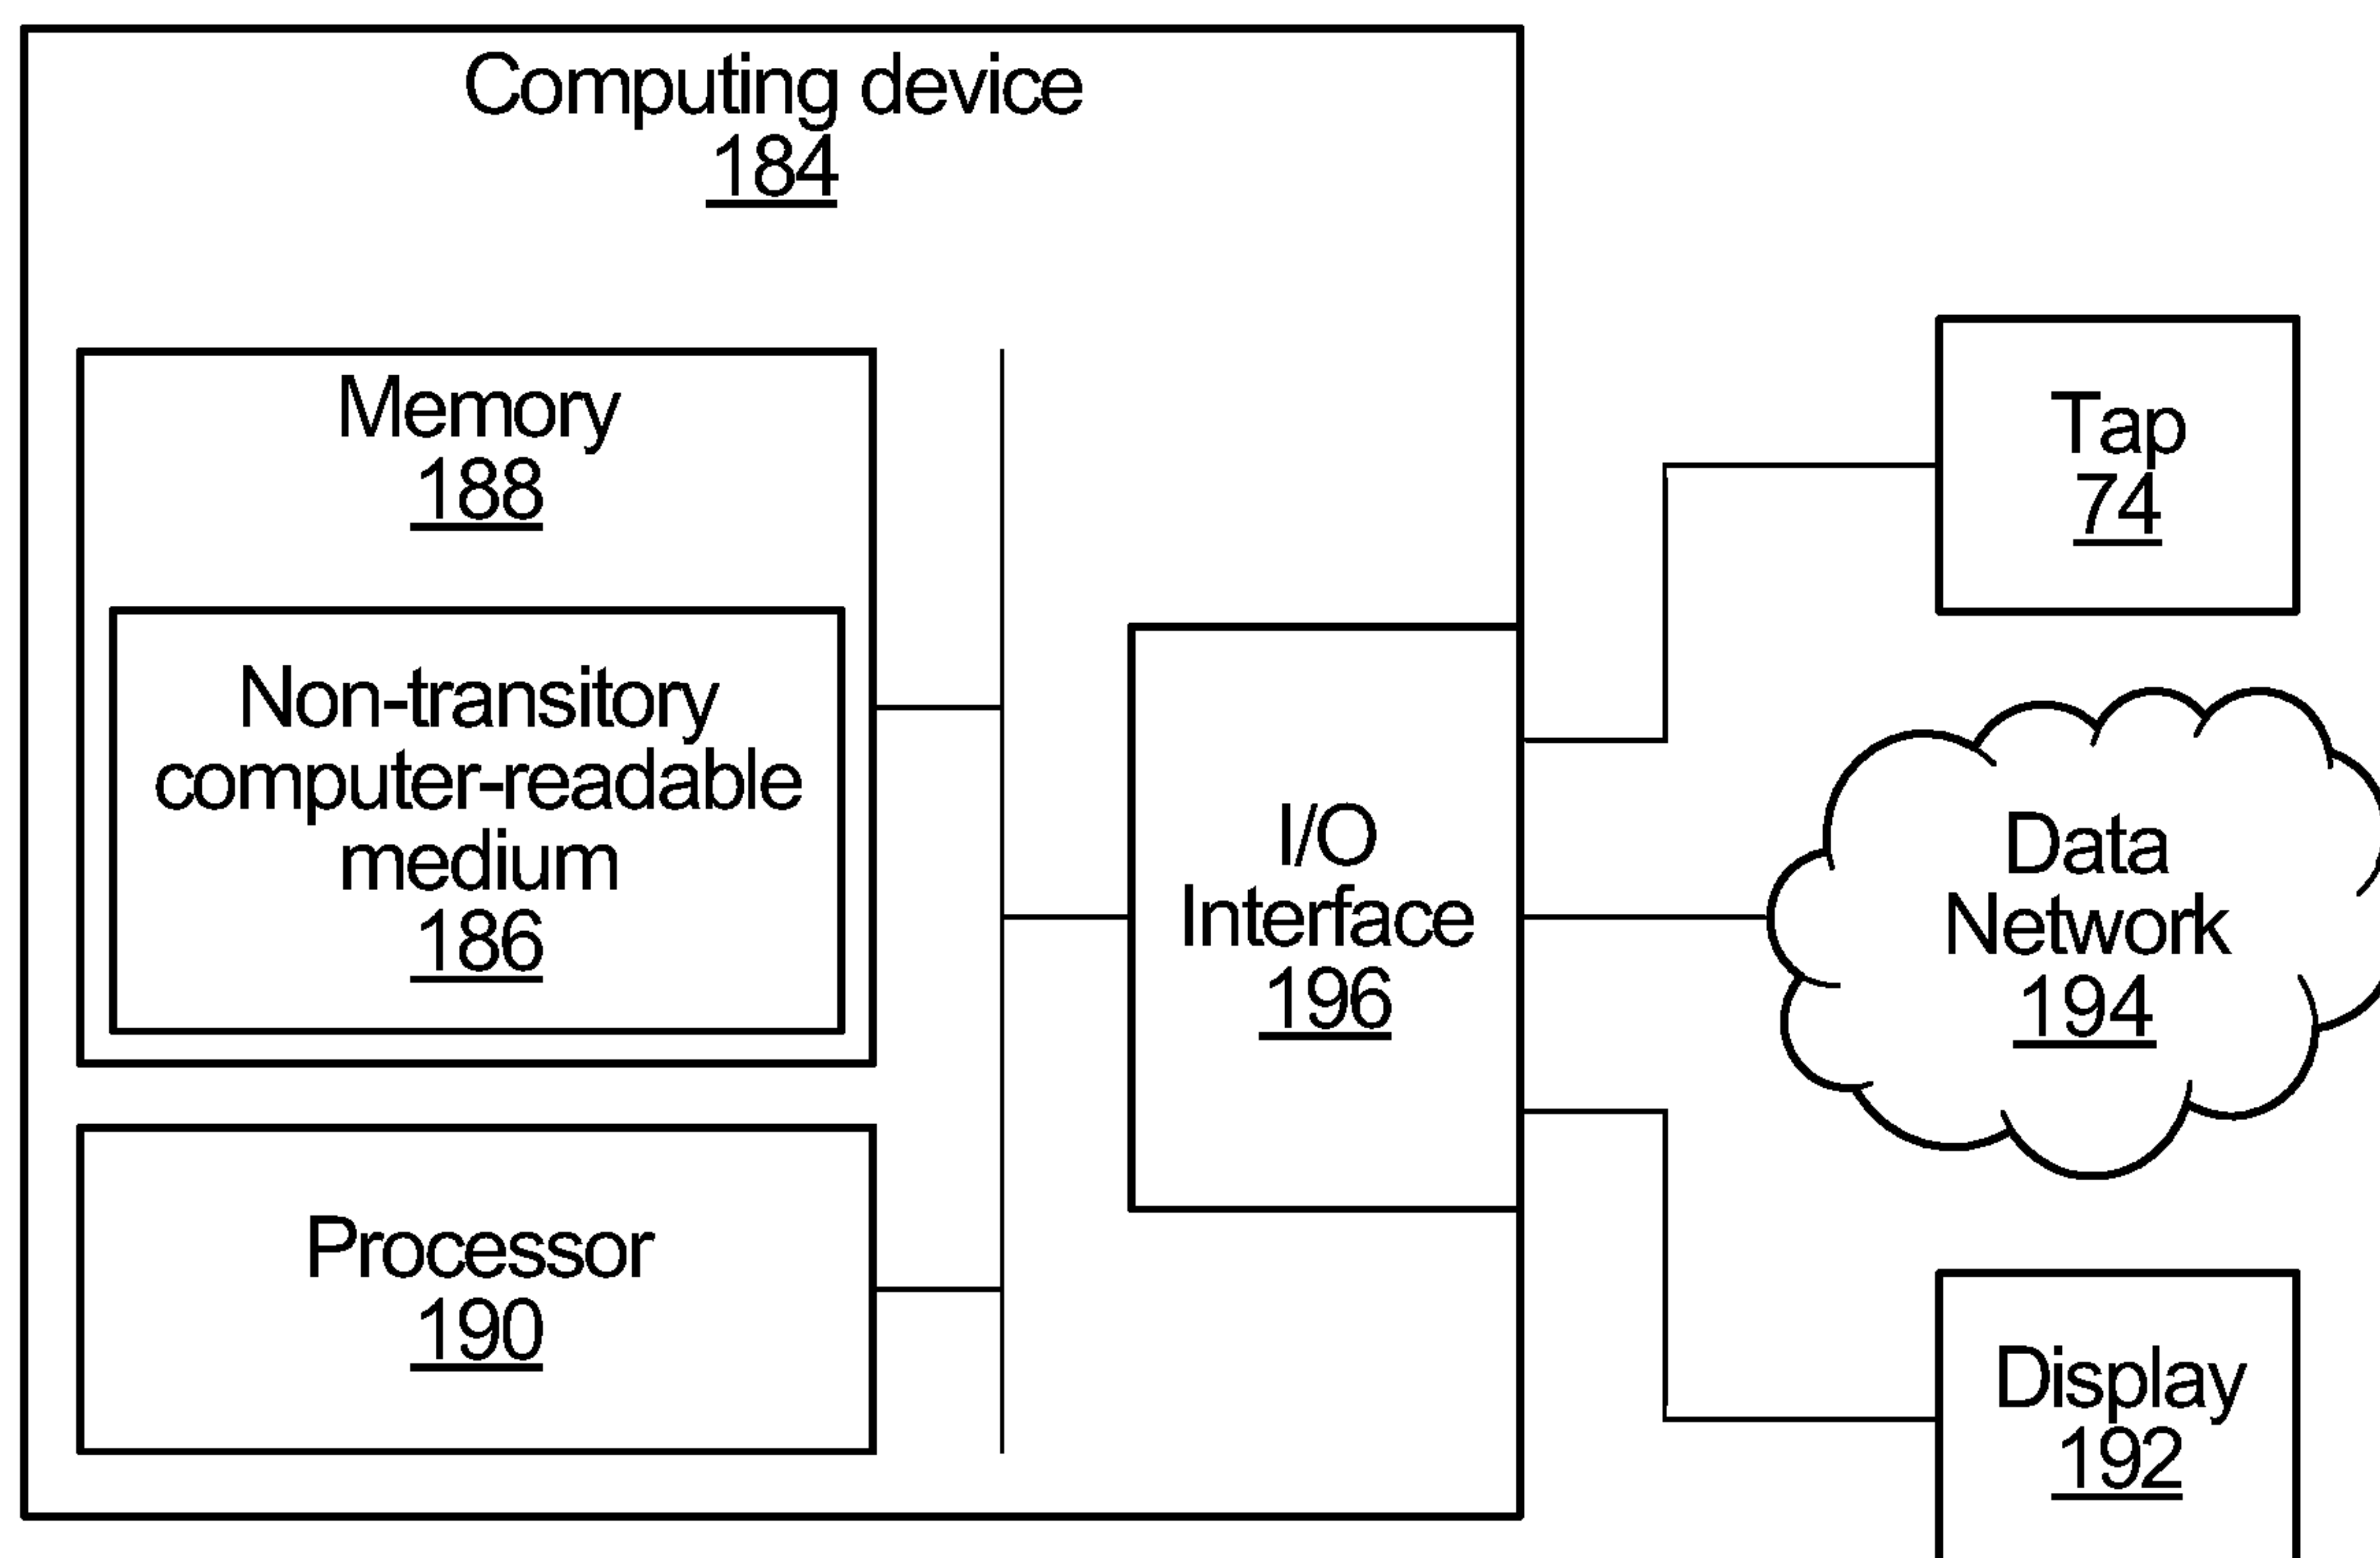 Computing device
184
Memory
188
Non-transitory
computer-readable
medium
186
Processor
190
I/O
Interface
196
Tap
74
Data
Network
194
Display
192